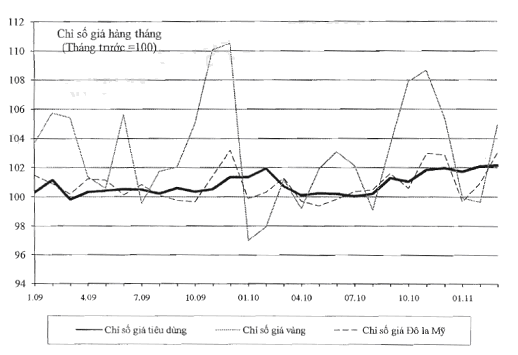 Chỉ số giá hàng tháng
(Tháng trước =100)
112
110
108
106
104
102
100
98
96
94
1.09 4.09 7.09 10.09 01.10 04.10 07.10 10.10 01.11
Chỉ số giá tiêu dùng Chỉ số giá vàng Chỉ số giá Đô la Mỹ